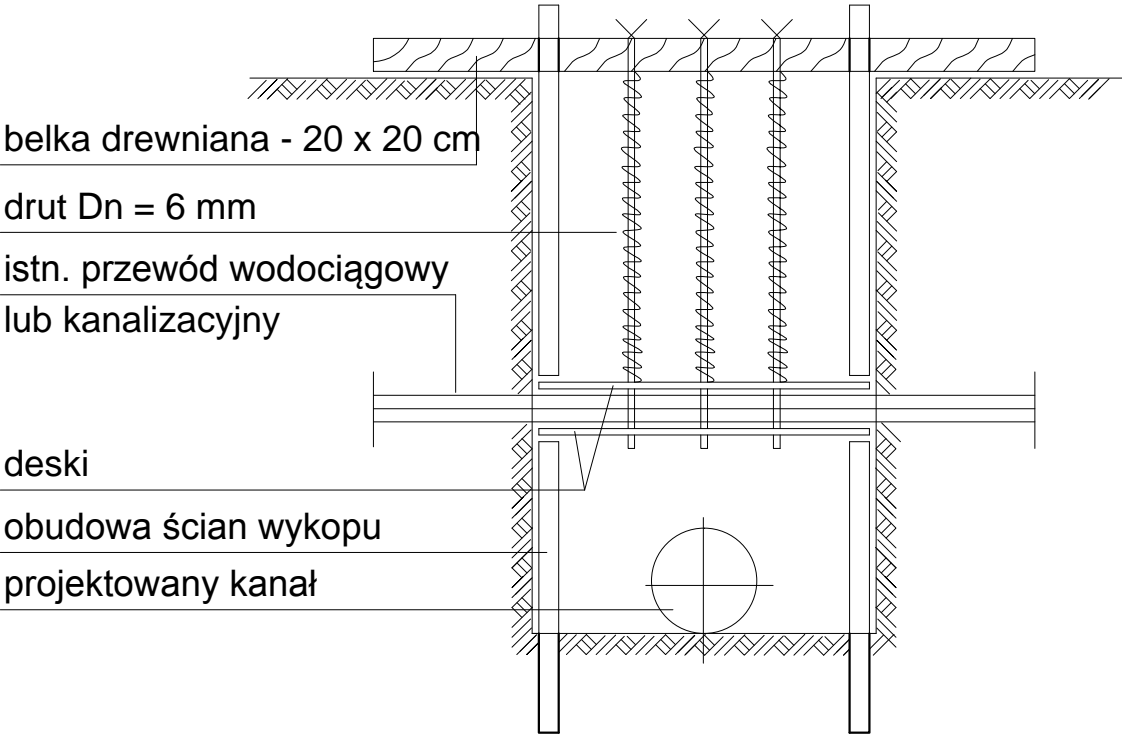 belka drewniana - 20 x 20 cm
drut Dn = 6 mm
istn. przewód wodociągowy
lub kanalizacyjny
deski
obudowa ścian wykopu
projektowany kanał